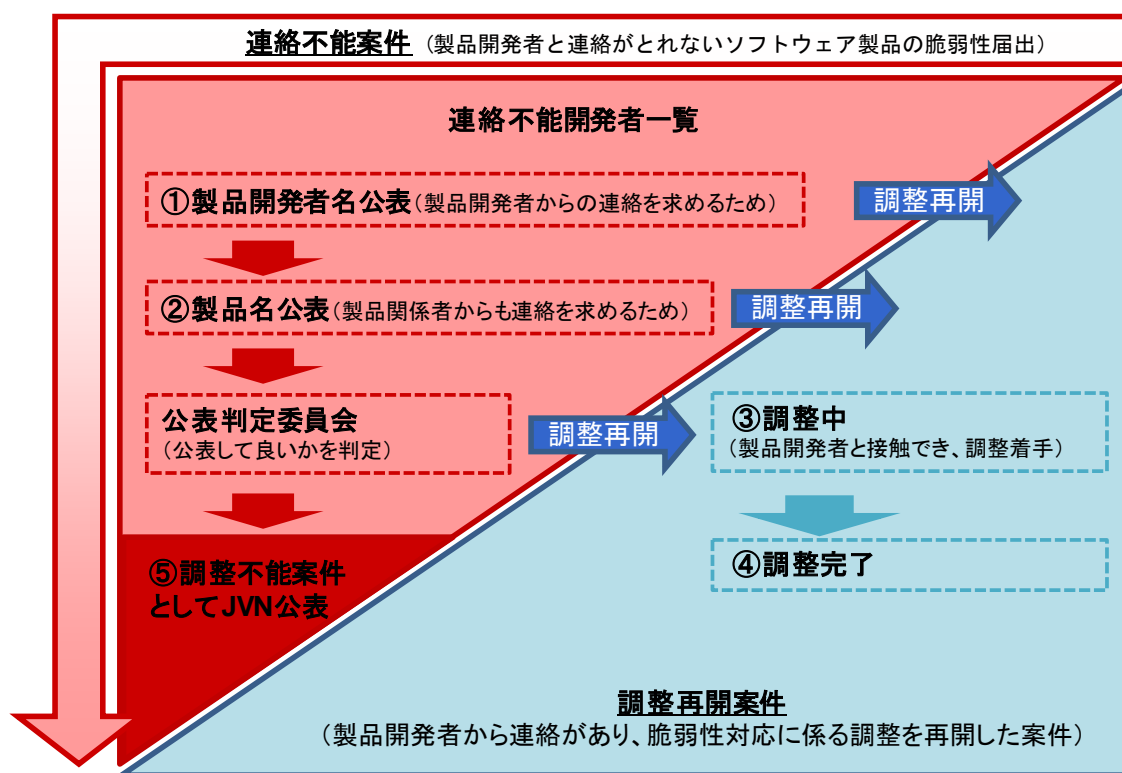 連絡不能案件（製品開発者と連絡がとれないソフトウェア製品の脆弱性届出）
連絡不能開発者一覧
①製品開発者名公表（製品開発者からの連絡を求めるため）
調整再開
②製品名公表（製品関係者からも連絡を求めるため）
調整再開
公表判定委員会
（公表して良いかを判定）
調整再開
③調整中
（製品開発者と接触でき、調整着手）
④調整完了
⑤調整不能案件
としてJVN公表
調整再開案件
（製品開発者から連絡があり、脆弱性対応に係る調整を再開した案件）